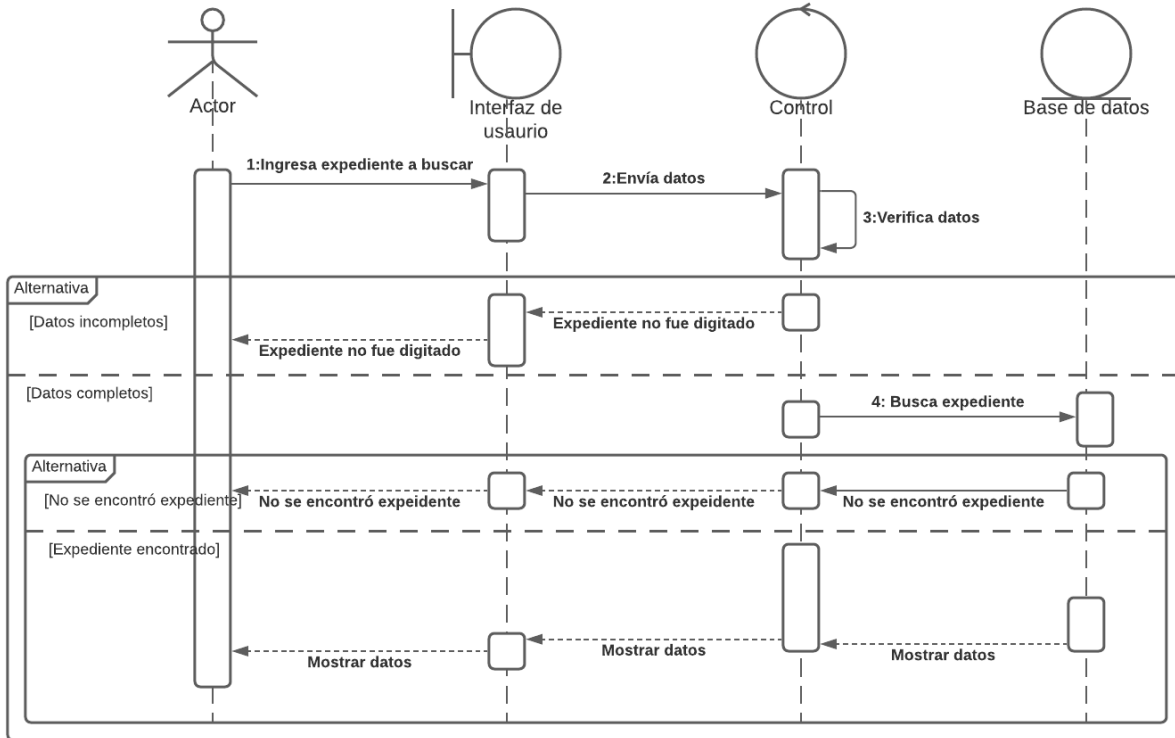 Actor
Interfaz de
usaurio
Control
Base de datos
1:Ingresa expediente a buscar
2:Envía datos
3:Verifica datos
Alternativa
[Datos incompletos]
Expediente no fue digitado
Expediente no fue digitado
[Datos completos]
4: Busca expediente
Alternativa
[No se encontró expediente]
No se encontró expeidente
No se encontró expeidente
No se encontró expediente
[Expediente encontrado]
Mostrar datos
Mostrar datos
Mostrar datos